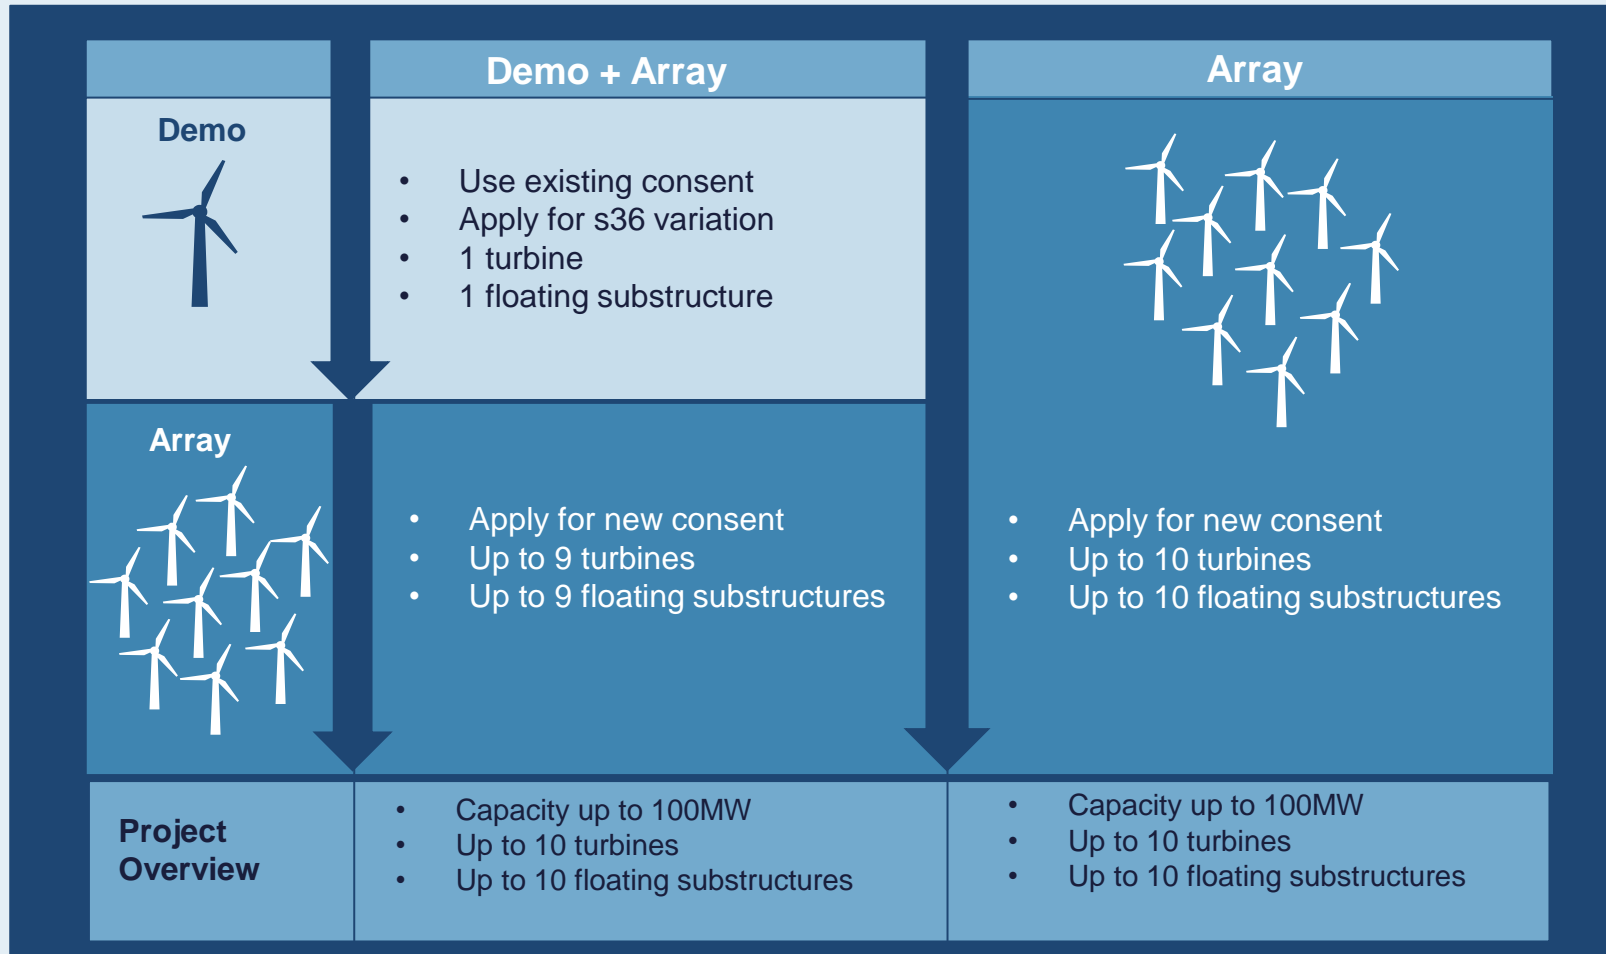 Demo + Array
Array
Demo
• Use existing consent
• Apply for s36 variation
• 1 turbine
• 1 floating substructure
Array
• Apply for new consent
• Up to 9 turbines
• Up to 9 floating substructures
• Apply for new consent
• Up to 10 turbines
• Up to 10 floating substructures
Project
Overview
• Capacity up to 100MW
• Up to 10 turbines
• Up to 10 floating substructures
• Capacity up to 100MW
• Up to 10 turbines
• Up to 10 floating substructures